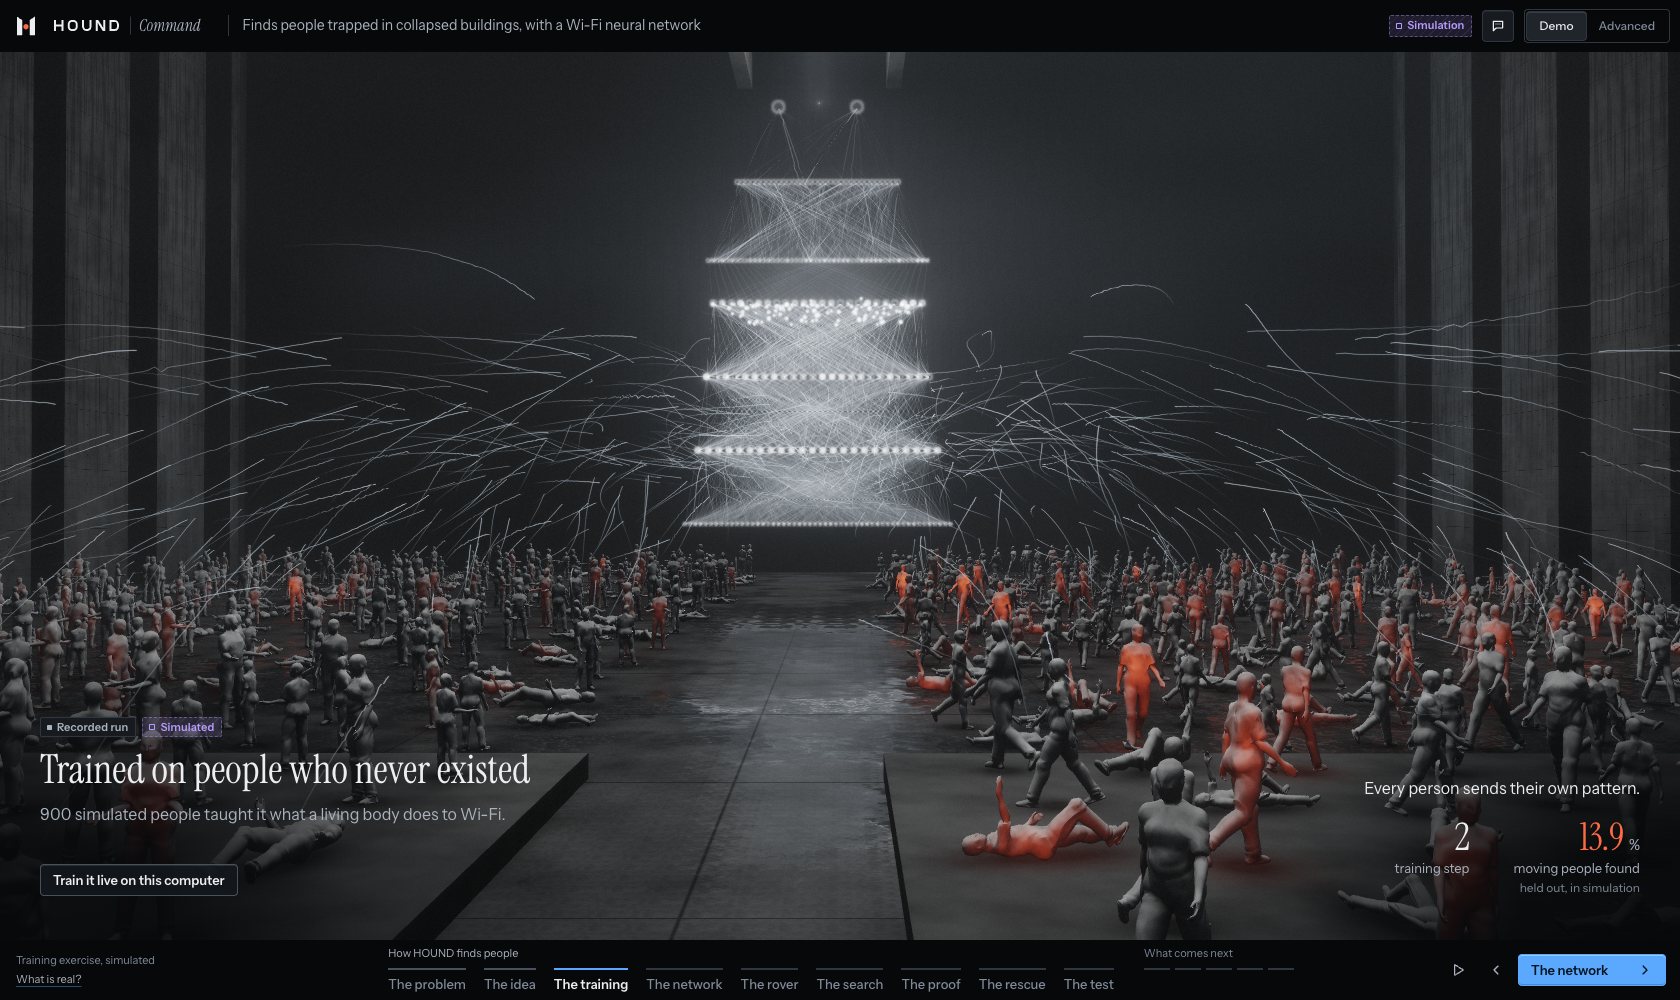 HOUND Command
Finds people trapped in collapsed buildings, with a Wi-Fi neural network
Simulation
Demo
Advanced
Recorded run
Simulated
Trained on people who never existed
900 simulated people taught it what a living body does to Wi-Fi.
Train it live on this computer
Every person sends their own pattern.
2
training step
13.9 %
moving people found
held out, in simulation
Training exercise, simulated
What is real?
How HOUND finds people
The problem
The idea
The training
The network
The rover
The search
The proof
The rescue
The test
What comes next
The network